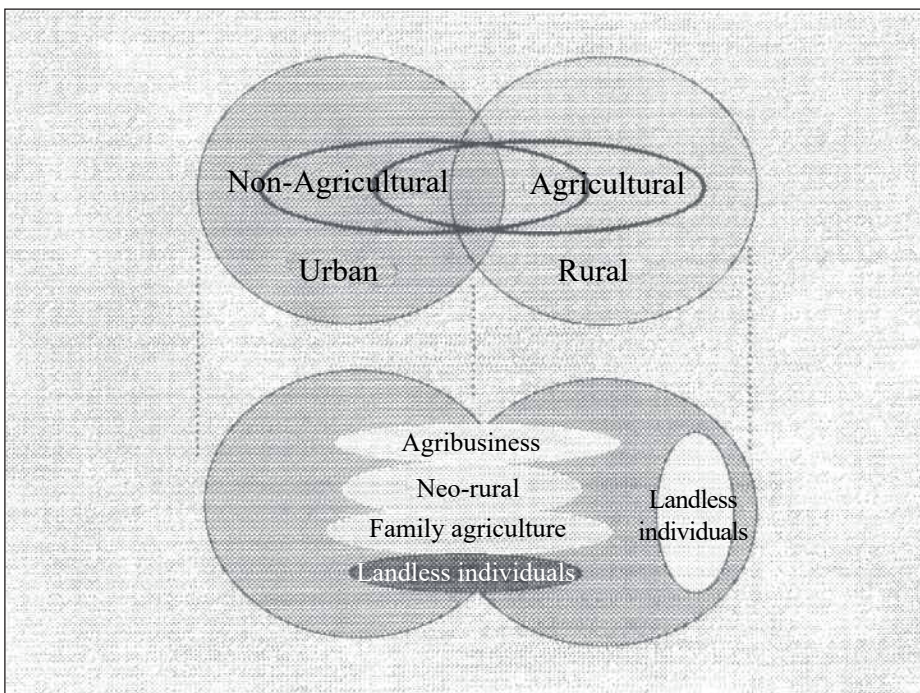 Non-Agricultural
Agricultural
Urban
Rural
Agribusiness
Neo-rural
Family agriculture
Landless individuals
Landless
individuals